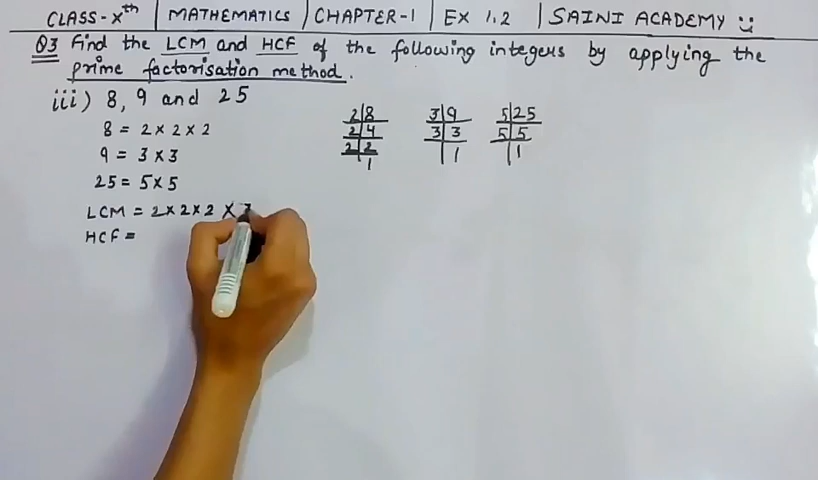 CLASS-Xth | MATHEMATICS | CHAPTER-1 | EX 1.2 | SAINI ACADEMY
Q3 Find the LCM and HCF of the following integers by applying the
prime factorisation method.
iii) 8, 9 and 25
8 = 2 × 2 × 2
9 = 3 × 3
25 = 5 × 5
LCM = 2 × 2 × 2 ×
HCF =
2|8
2|4
2|2
|1
3|9
3|3
|1
5|25
5|5
|1